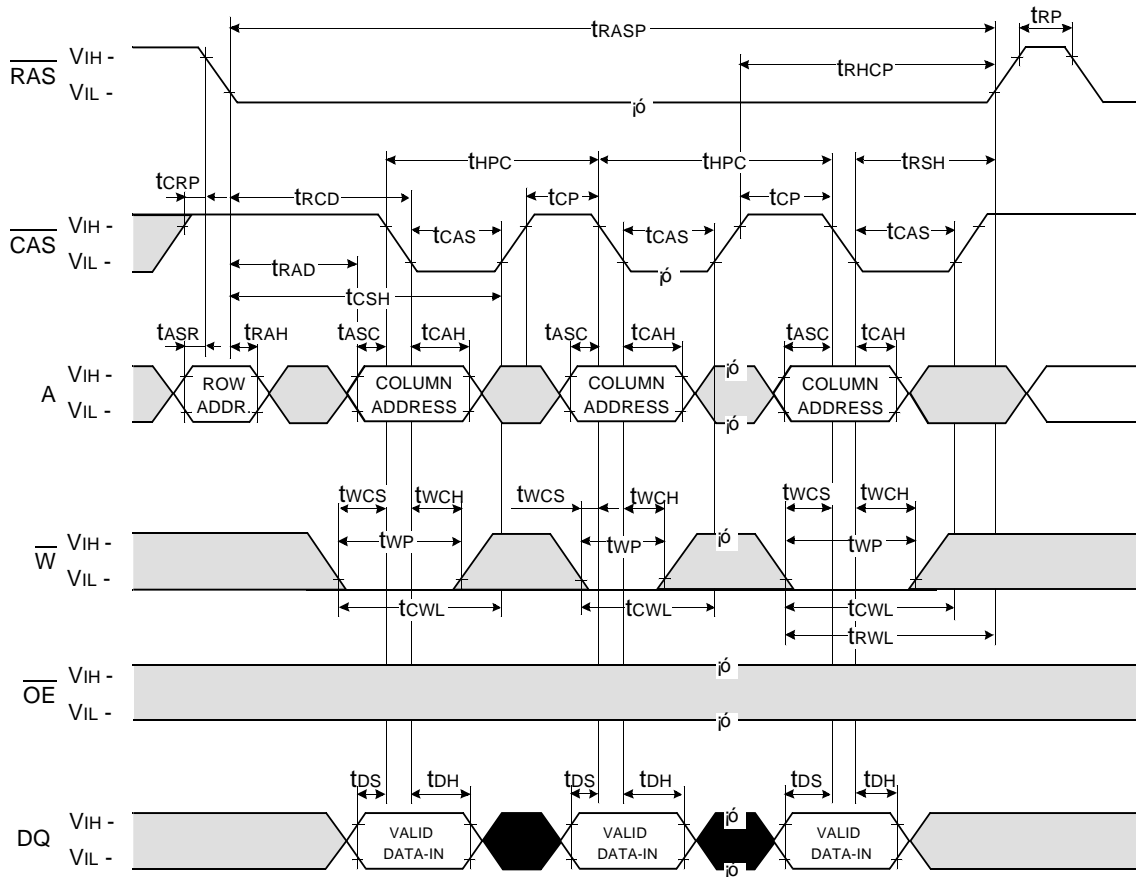 tRASP
tRP
RAS
VIH -
VIL -
tRHCP
¡ó
tHPC
tHPC
tRSH
tCRP
tRCD
tCP
tCP
CAS
VIH -
VIL -
tCAS
tCAS
tCAS
¡ó
tRAD
tCSH
tASR
tRAH
tASC
tCAH
tASC
tCAH
tASC
tCAH
A
VIH -
VIL -
ROW
ADDR.
COLUMN
ADDRESS
COLUMN
ADDRESS
¡ó
¡ó
COLUMN
ADDRESS
tWCS
tWCH
tWCS
tWCH
tWCS
tWCH
W
VIH -
VIL -
tWP
tWP
¡ó
tWP
tCWL
tCWL
tCWL
tRWL
OE
VIH -
VIL -
¡ó
¡ó
tDS
tDH
tDS
tDH
tDS
tDH
DQ
VIH -
VIL -
VALID
DATA-IN
VALID
DATA-IN
¡ó
¡ó
VALID
DATA-IN